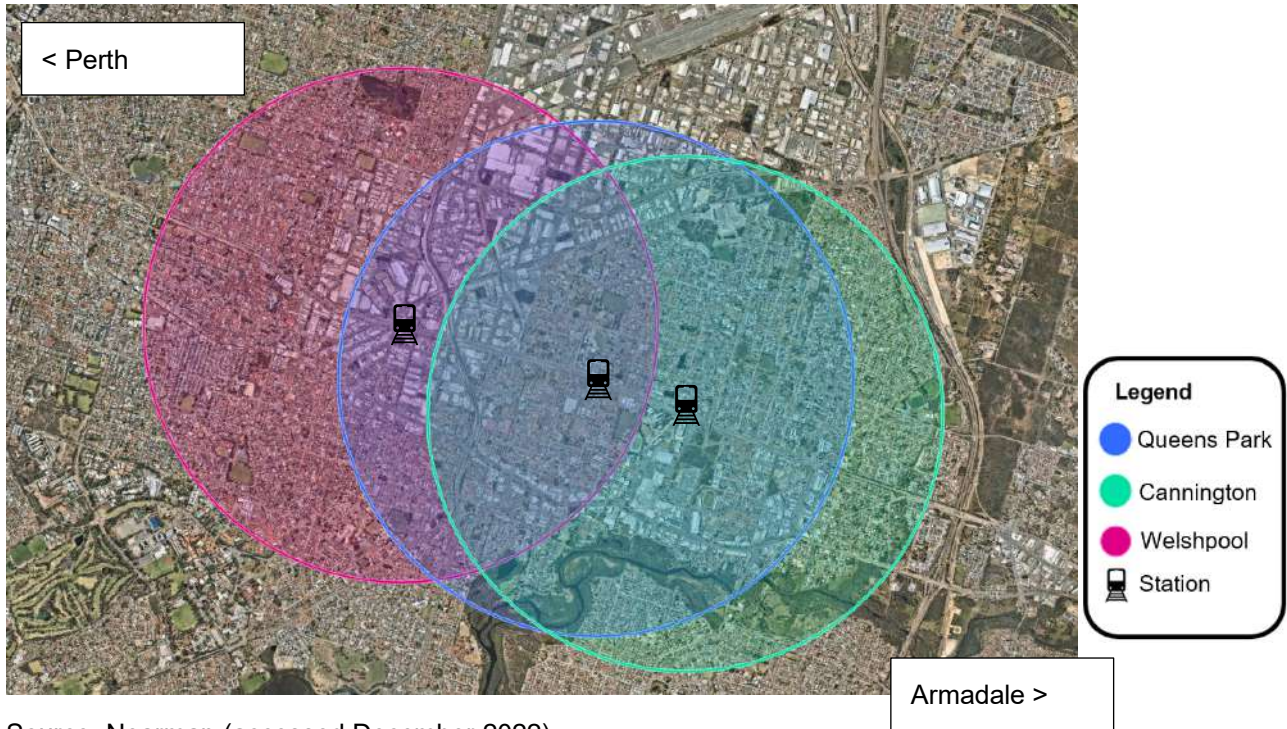 < Perth
Legend
Queens Park
Cannington
Welshpool
Station
Armadale >